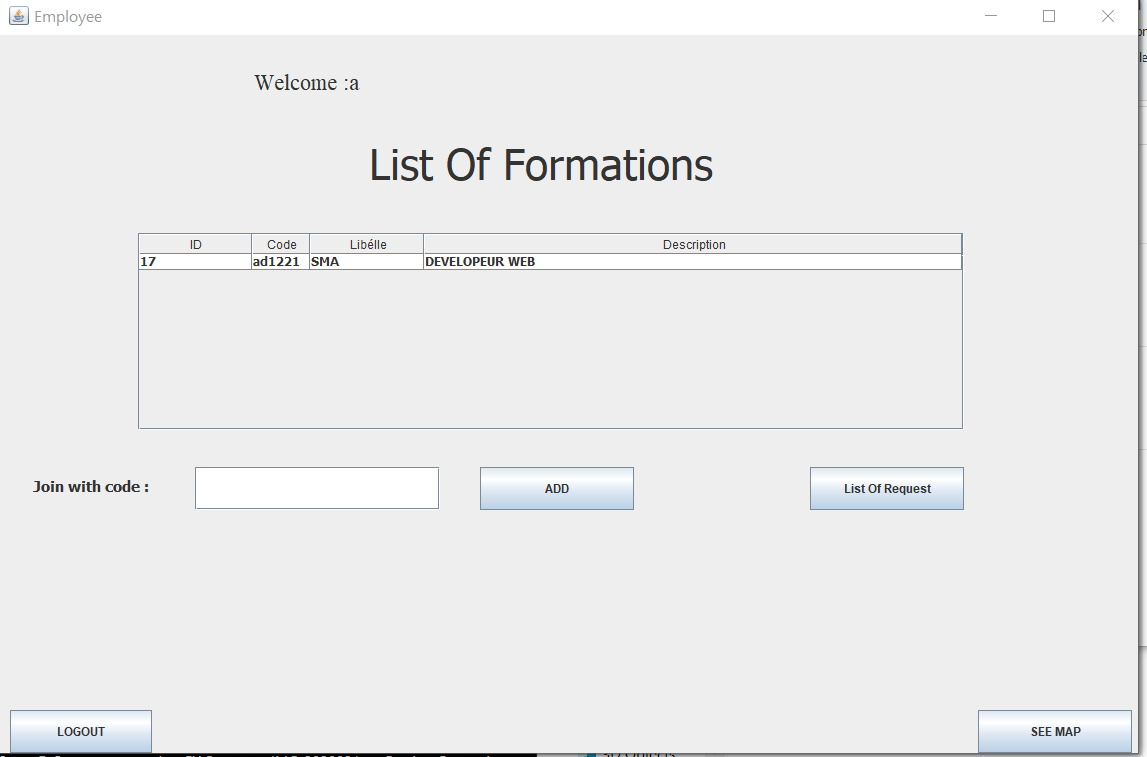 Employee
Welcome :a
List Of Formations
ID Code Libélle Description
17 ad1221 SMA DEVELOPEUR WEB
Join with code : ADD List Of Request
LOGOUT SEE MAP